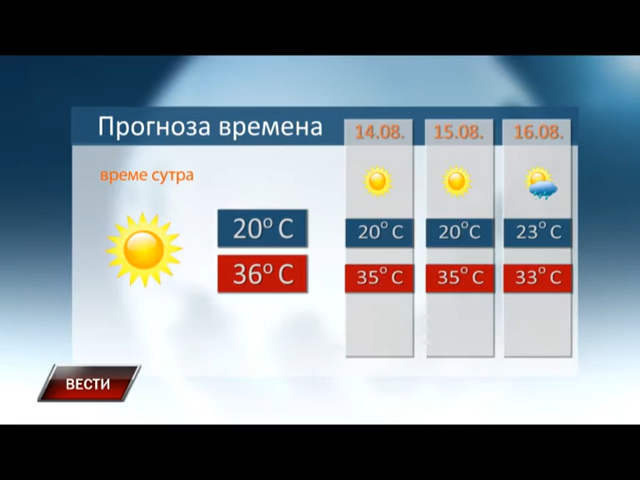 Прогноза времена
14.08.
15.08.
16.08.
време сутра
20° C
36° C
20° C
20°C
23° C
35° C
35° C
33° C
ВЕСТИ